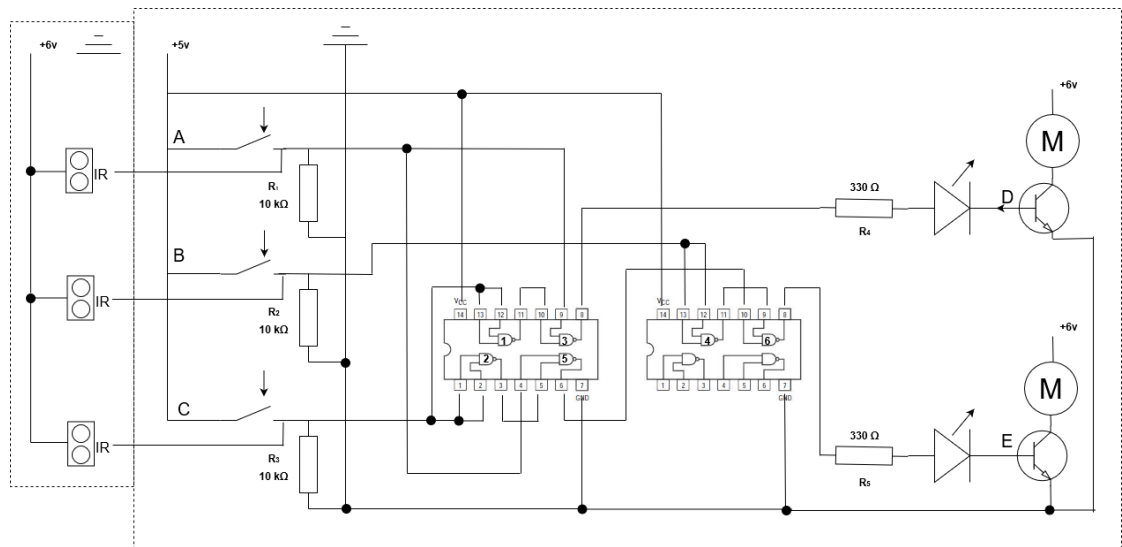 +6v
+5v
+6v
A
IR
R1
10 kΩ
330 Ω
R4
D
M
B
IR
R2
10 kΩ
VCC
14 13 12 11 10 9 8
1 3
2 5
1 2 3 4 5 6 7
GND
VCC
14 13 12 11 10 9 8
4 6
1 2 3 4 5 6 7
GND
+6v
M
C
IR
R3
10 kΩ
330 Ω
R5
E